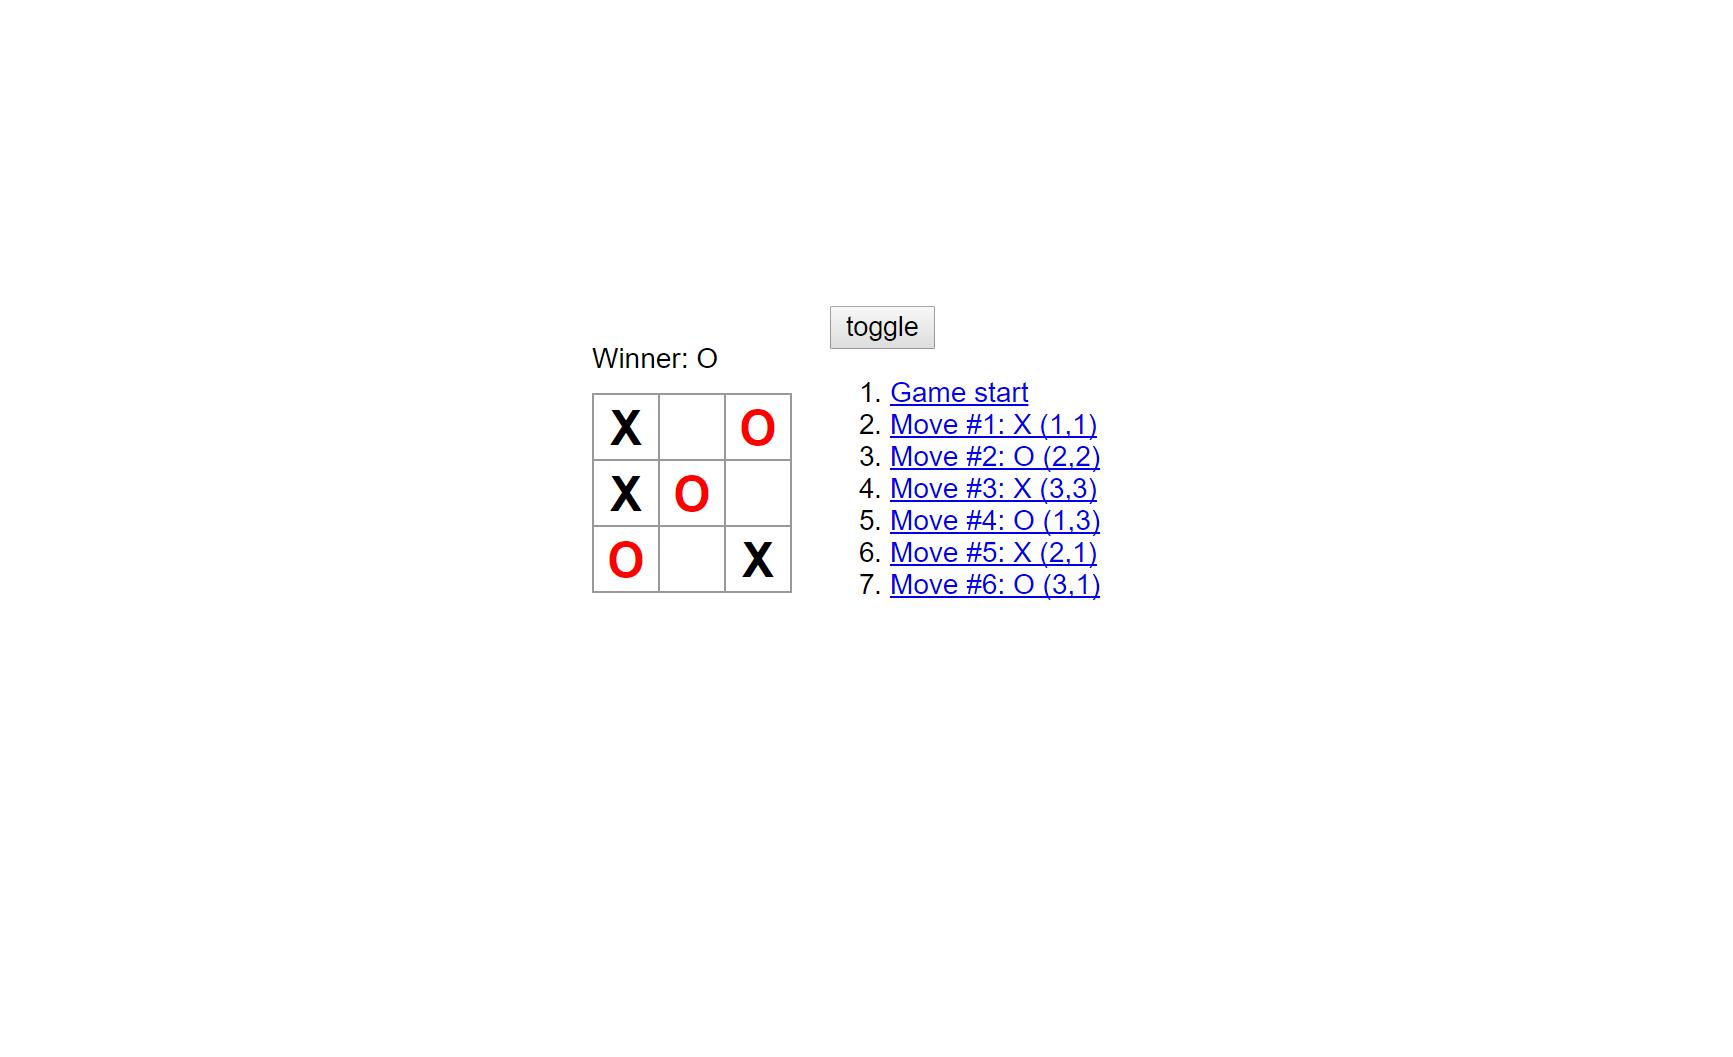 toggle
Winner: O
X O
X O
O X
1. Game start
2. Move #1: X (1,1)
3. Move #2: O (2,2)
4. Move #3: X (3,3)
5. Move #4: O (1,3)
6. Move #5: X (2,1)
7. Move #6: O (3,1)